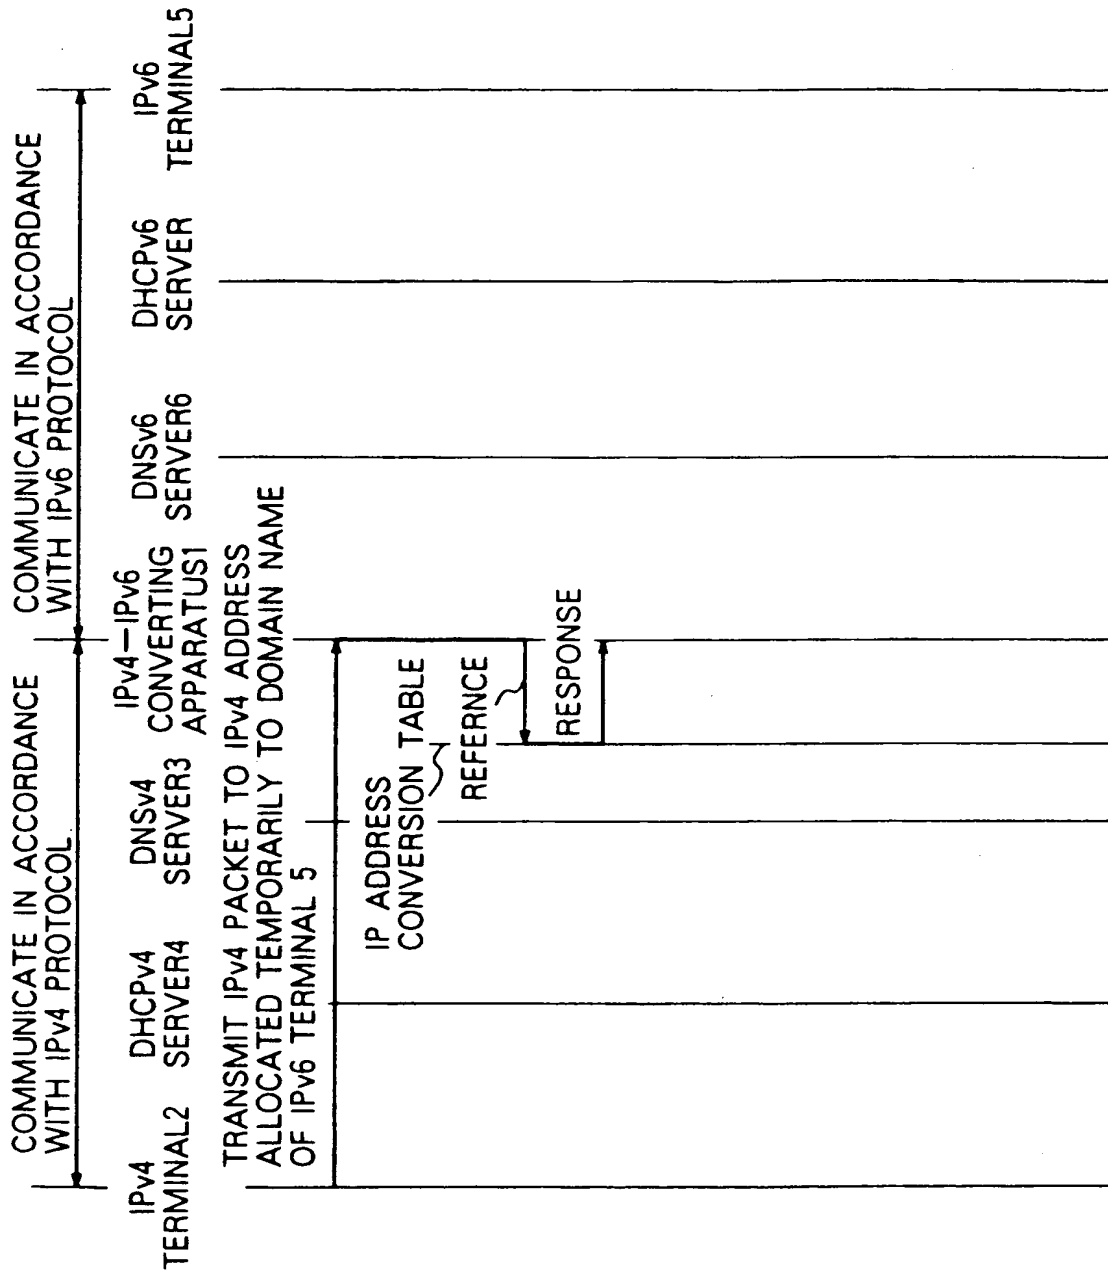 COMMUNICATE IN ACCORDANCE
WITH IPv4 PROTOCOL
COMMUNICATE IN ACCORDANCE
WITH IPv6 PROTOCOL
IPv4
TERMINAL2
DHCPv4
SERVER4
DNSv4
SERVER3
IPv4-IPv6
CONVERTING
APPARATUS1
DNSv6
SERVER6
DHCPv6
SERVER
IPv6
TERMINAL5
TRANSMIT IPv4 PACKET TO IPv4 ADDRESS
ALLOCATED TEMPORARILY TO DOMAIN NAME
OF IPv6 TERMINAL 5
IP ADDRESS
CONVERSION TABLE
REFERNCE
RESPONSE